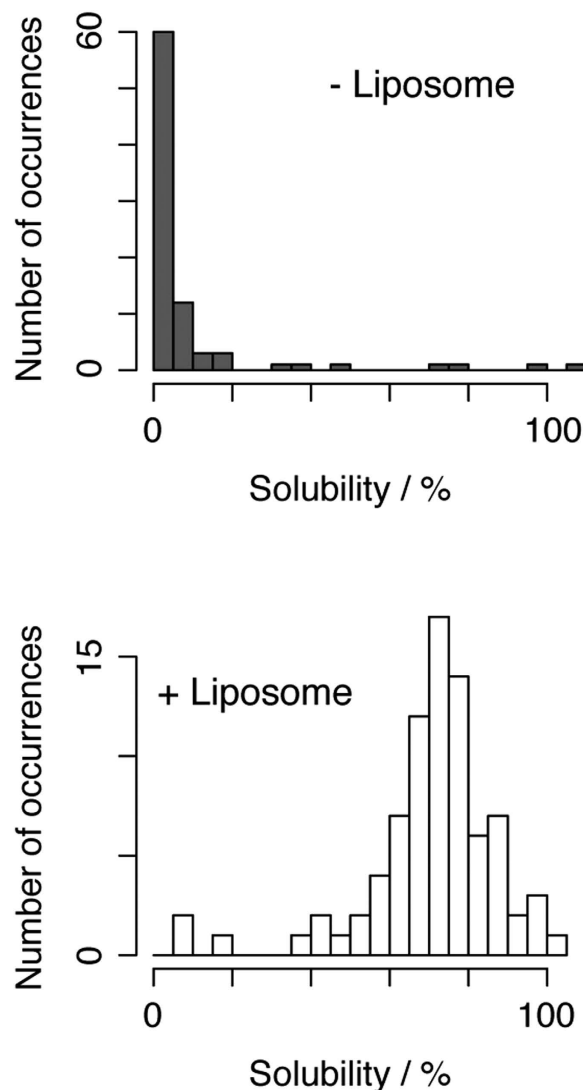 60
Number of occurrences
- Liposome
0
0
100
Solubility / %
15
Number of occurrences
+ Liposome
0
0
100
Solubility / %